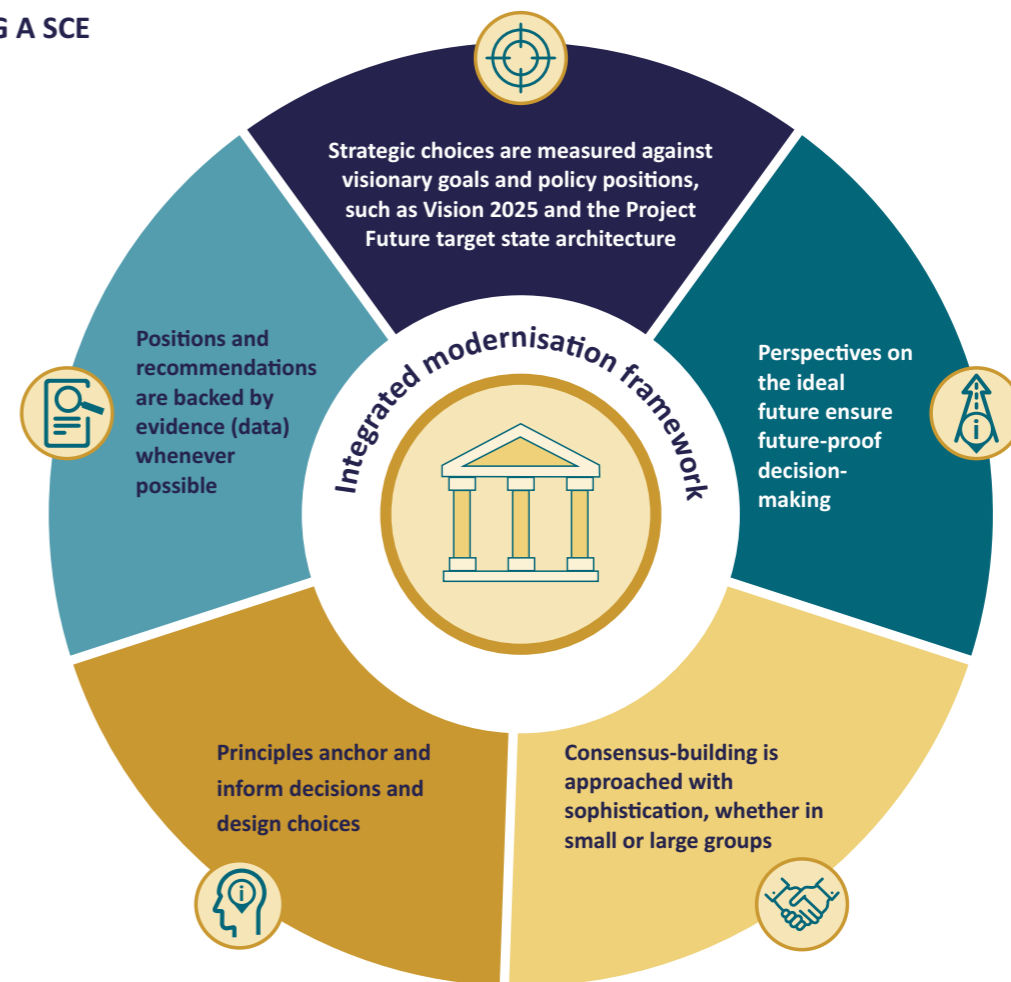 G A SCE
Strategic choices are measured against
visionary goals and policy positions,
such as Vision 2025 and the Project
Future target state architecture
Perspectives on
the ideal
future ensure
future-proof
decision-
making
Consensus-building is
approached with
sophistication, whether in
small or large groups
Principles anchor and
inform decisions and
design choices
Positions and
recommendations
are backed by
evidence (data)
whenever
possible
Integrated modernisation framework
i
i